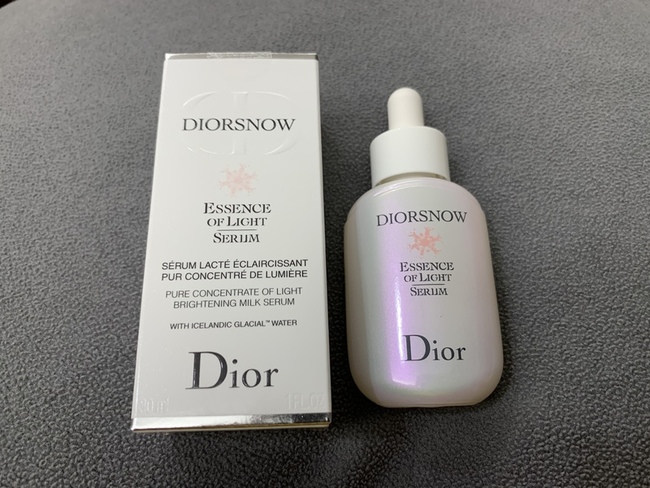 DIORSNOW
ESSENCE
OF LIGHT
SERUM
SÉRUM LACTÉ ÉCLAIRCISSANT
PUR CONCENTRÉ DE LUMIÈRE
PURE CONCENTRATE OF LIGHT
BRIGHTENING MILK SERUM
WITH ICELANDIC GLACIAL™ WATER
Dior
DIORSNOW
ESSENCE
OF LIGHT
SERUM
Dior